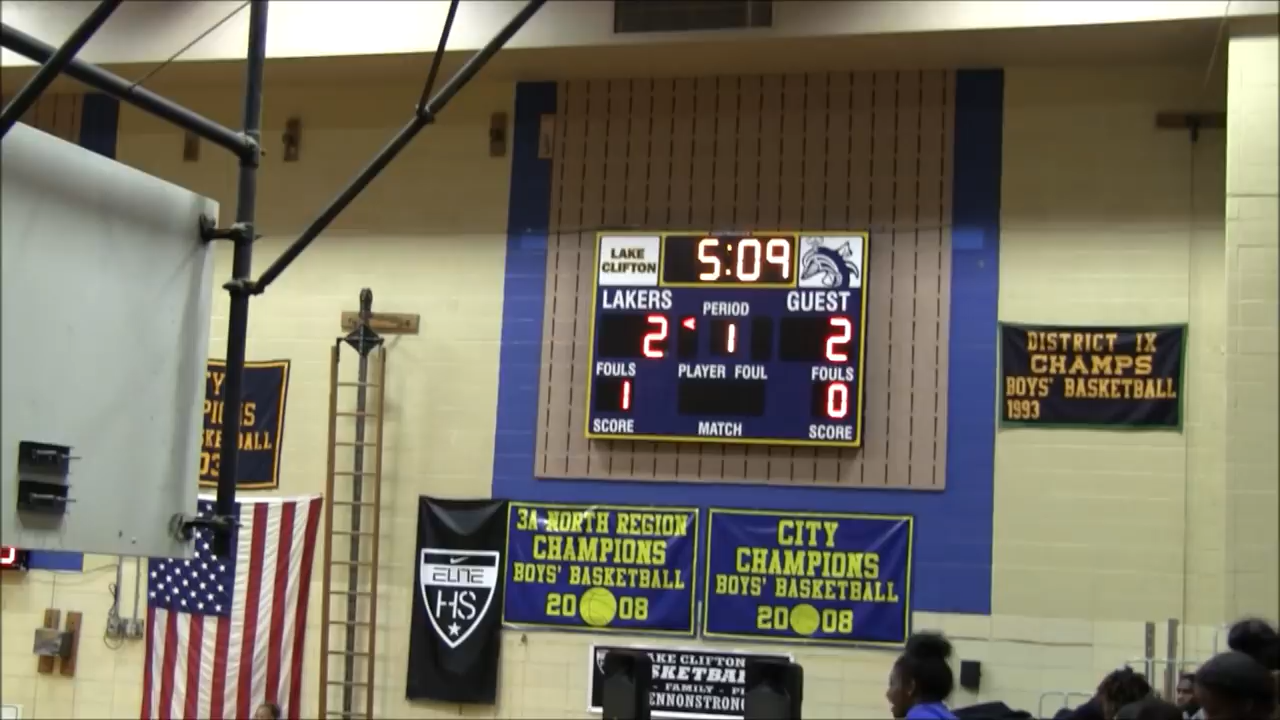 LAKE
CLIFTON
5:09
LAKERS
PERIOD
GUEST
2
1
2
FOULS
PLAYER FOUL
FOULS
1
0
SCORE
MATCH
SCORE
DISTRICT IX
CHAMPS
BOYS' BASKETBALL
1993
ELITE
HS
3A NORTH REGION
CHAMPIONS
BOYS' BASKETBALL
2008
CITY
CHAMPIONS
BOYS' BASKETBALL
2008
CLIFTON
FAMILY